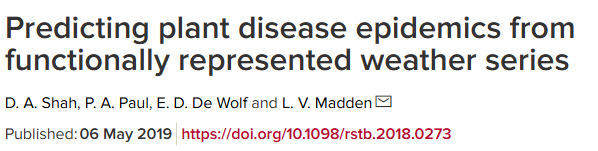 Predicting plant disease epidemics from
functionally represented weather series
D. A. Shah, P. A. Paul, E. D. De Wolf and L. V. Madden
Published: 06 May 2019 https://doi.org/10.1098/rstb.2018.0273